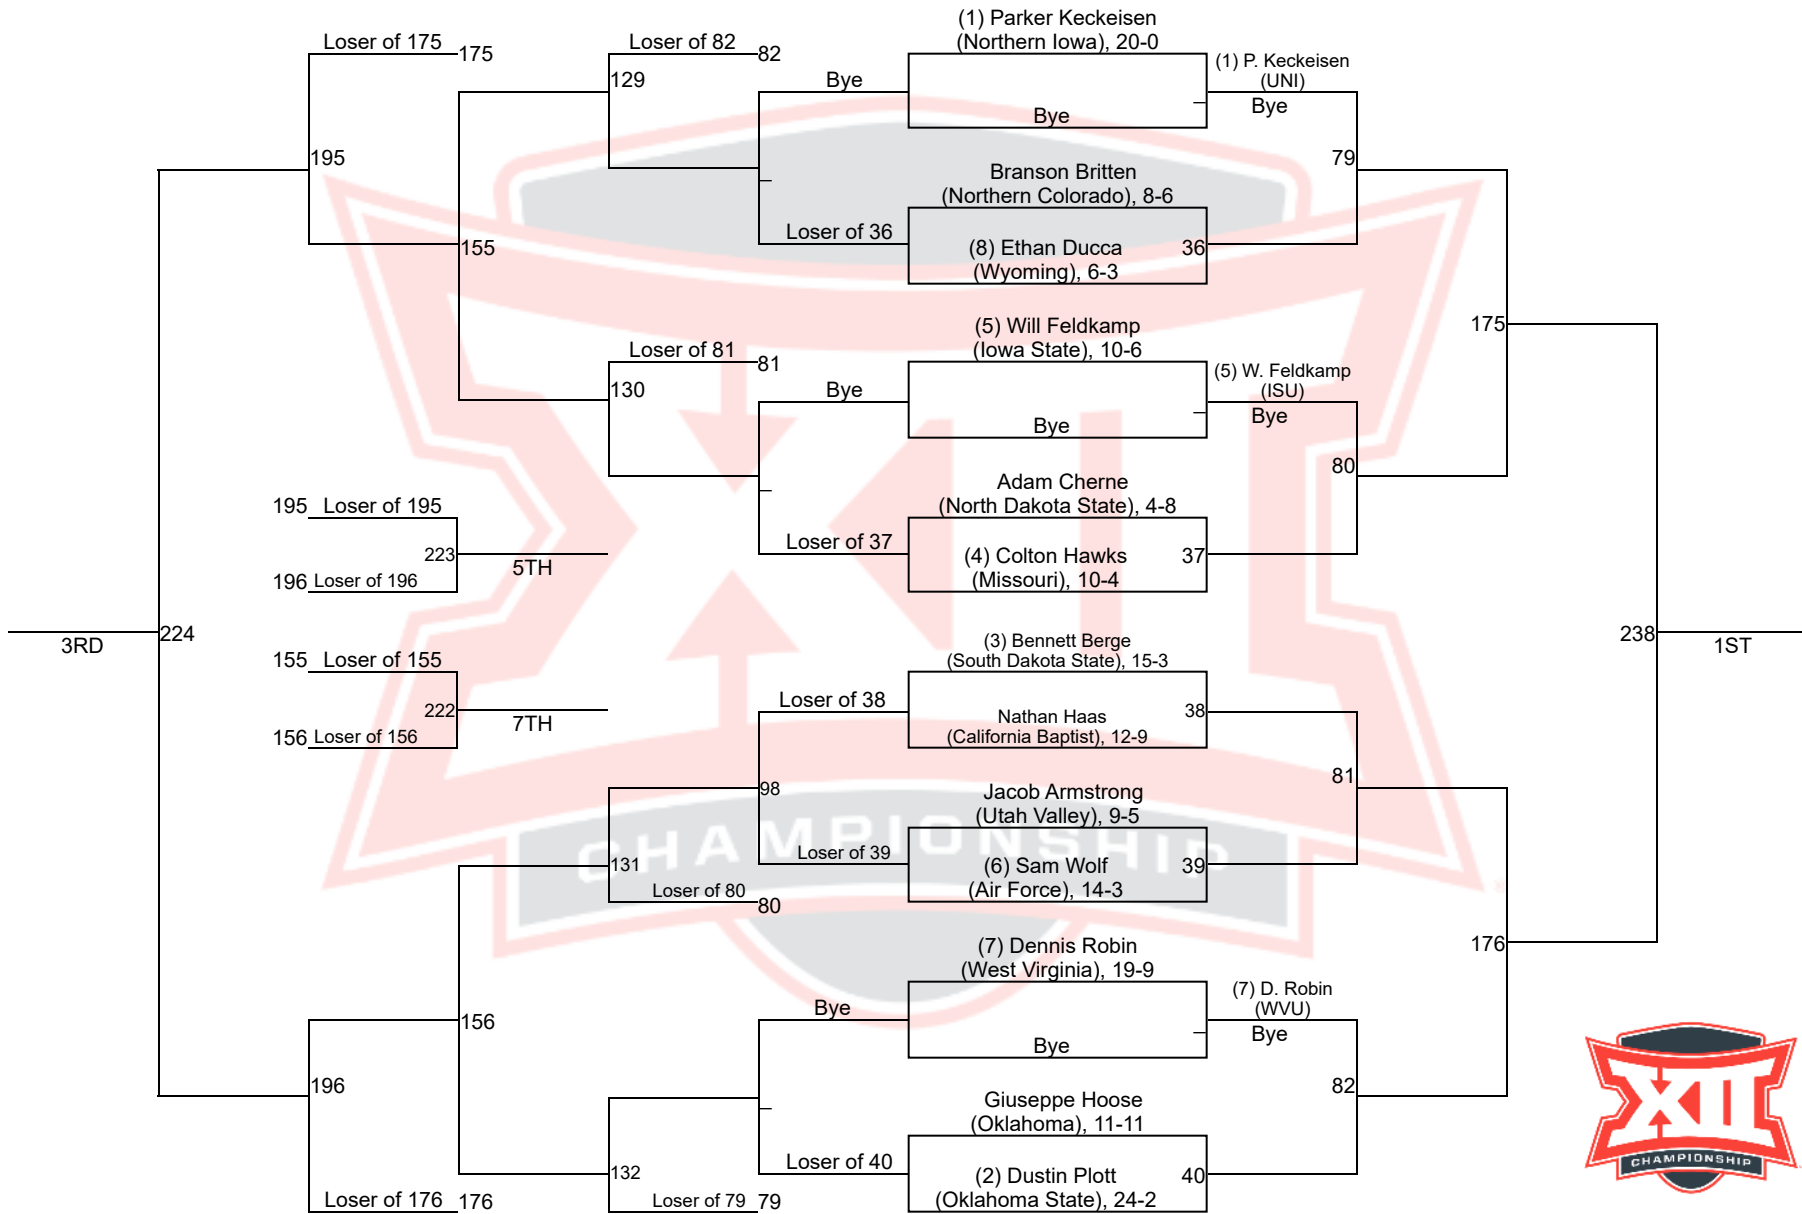 (1) Parker Keckeisen
(Northern Iowa), 20-0
Loser of 175
175
Loser of 82
82
129
Bye
Bye
(1) P. Keckeisen
(UNI)
Bye
195
79
Branson Britten
(Northern Colorado), 8-6
155
Loser of 36
(8) Ethan Ducca
(Wyoming), 6-3
36
175
(5) Will Feldkamp
(Iowa State), 10-6
Loser of 81
81
130
Bye
Bye
(5) W. Feldkamp
(ISU)
Bye
80
Adam Cherne
(North Dakota State), 4-8
195
Loser of 195
223
5TH
Loser of 37
(4) Colton Hawks
(Missouri), 10-4
37
196
Loser of 196
3RD
224
238
1ST
(3) Bennett Berge
(South Dakota State), 15-3
155
Loser of 155
222
7TH
Loser of 38
Nathan Haas
(California Baptist), 12-9
38
156
Loser of 156
98
81
Jacob Armstrong
(Utah Valley), 9-5
CHAMPIONSHIP
131
Loser of 39
(6) Sam Wolf
(Air Force), 14-3
39
Loser of 80
80
176
(7) Dennis Robin
(West Virginia), 19-9
156
Bye
Bye
(7) D. Robin
(WVU)
Bye
196
82
Giuseppe Hoose
(Oklahoma), 11-11
132
Loser of 40
(2) Dustin Plott
(Oklahoma State), 24-2
40
Loser of 176
176
Loser of 79
79
XII
CHAMPIONSHIP